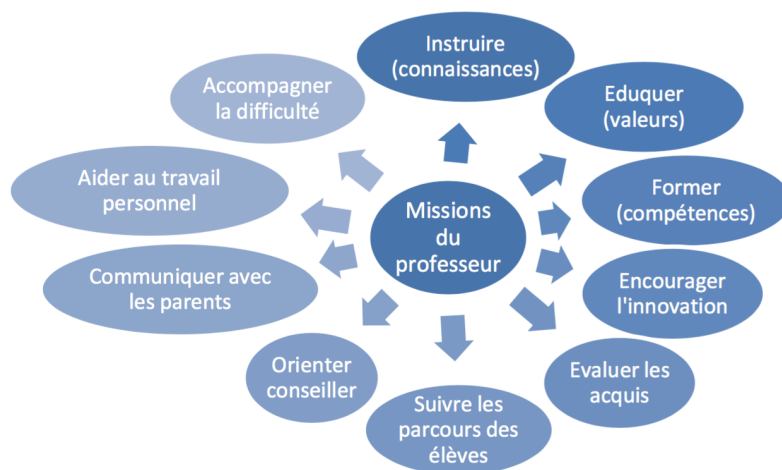 Instruire
(connaissances)
Eduquer
(valeurs)
Former
(compétences)
Encourager
l'innovation
Evaluer les
acquis
Suivre les
parcours des
élèves
Orienter
conseiller
Communiquer avec
les parents
Aider au travail
personnel
Accompagner
la difficulté
Missions
du
professeur